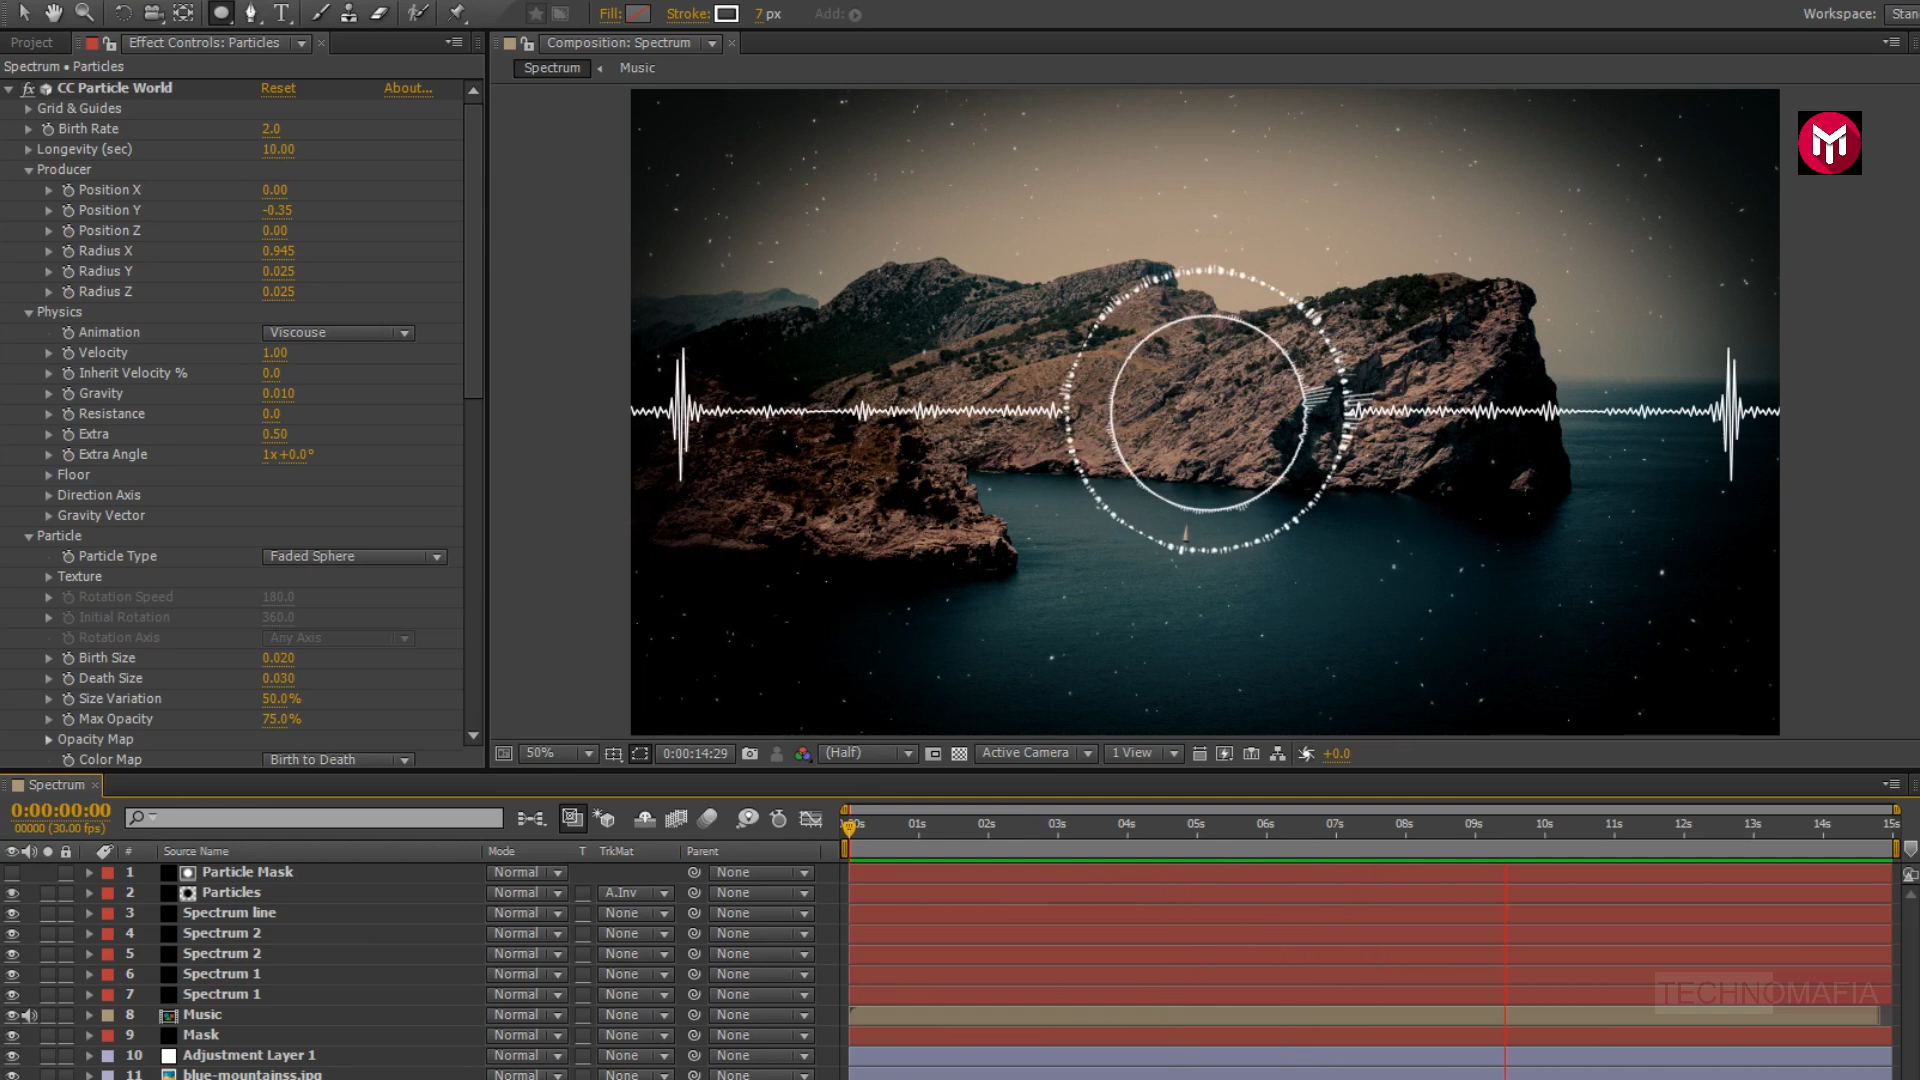 Fill: Stroke: 7 px Add: Workspace: Stan
Project Effect Controls: Particles Composition: Spectrum
Spectrum • Particles Spectrum Music
fx CC Particle World Reset About...
Grid & Guides
Birth Rate 2.0
Longevity (sec) 10.00
Producer
Position X 0.00
Position Y -0.35
Position Z 0.00
Radius X 0.945
Radius Y 0.025
Radius Z 0.025
Physics
Animation Viscouse
Velocity 1.00
Inherit Velocity % 0.0
Gravity 0.010
Resistance 0.0
Extra 0.50
Extra Angle 1x+0.0°
Floor
Direction Axis
Gravity Vector
Particle
Particle Type Faded Sphere
Texture
Rotation Speed 180.0
Initial Rotation 360.0
Rotation Axis Any Axis
Birth Size 0.020
Death Size 0.030
Size Variation 50.0%
Max Opacity 75.0%
Opacity Map
Color Map Birth to Death
50% 0:00:14:29 (Half) Active Camera 1 View +0.0
Spectrum
0:00:00:00
00000 (30.00 fps)
01s 02s 03s 04s 05s 06s 07s 08s 09s 10s 11s 12s 13s 14s 15s
# Source Name Mode T TrkMat Parent
1 Particle Mask Normal None
2 Particles Normal A.Inv None
3 Spectrum line Normal None None
4 Spectrum 2 Normal None None
5 Spectrum 2 Normal None None
6 Spectrum 1 Normal None None
7 Spectrum 1 Normal None None
TECHNOMAFIA
8 Music Normal None None
9 Mask Normal None None
10 Adjustment Layer 1 Normal None None
11 blue-mountainss.jpg Normal None None